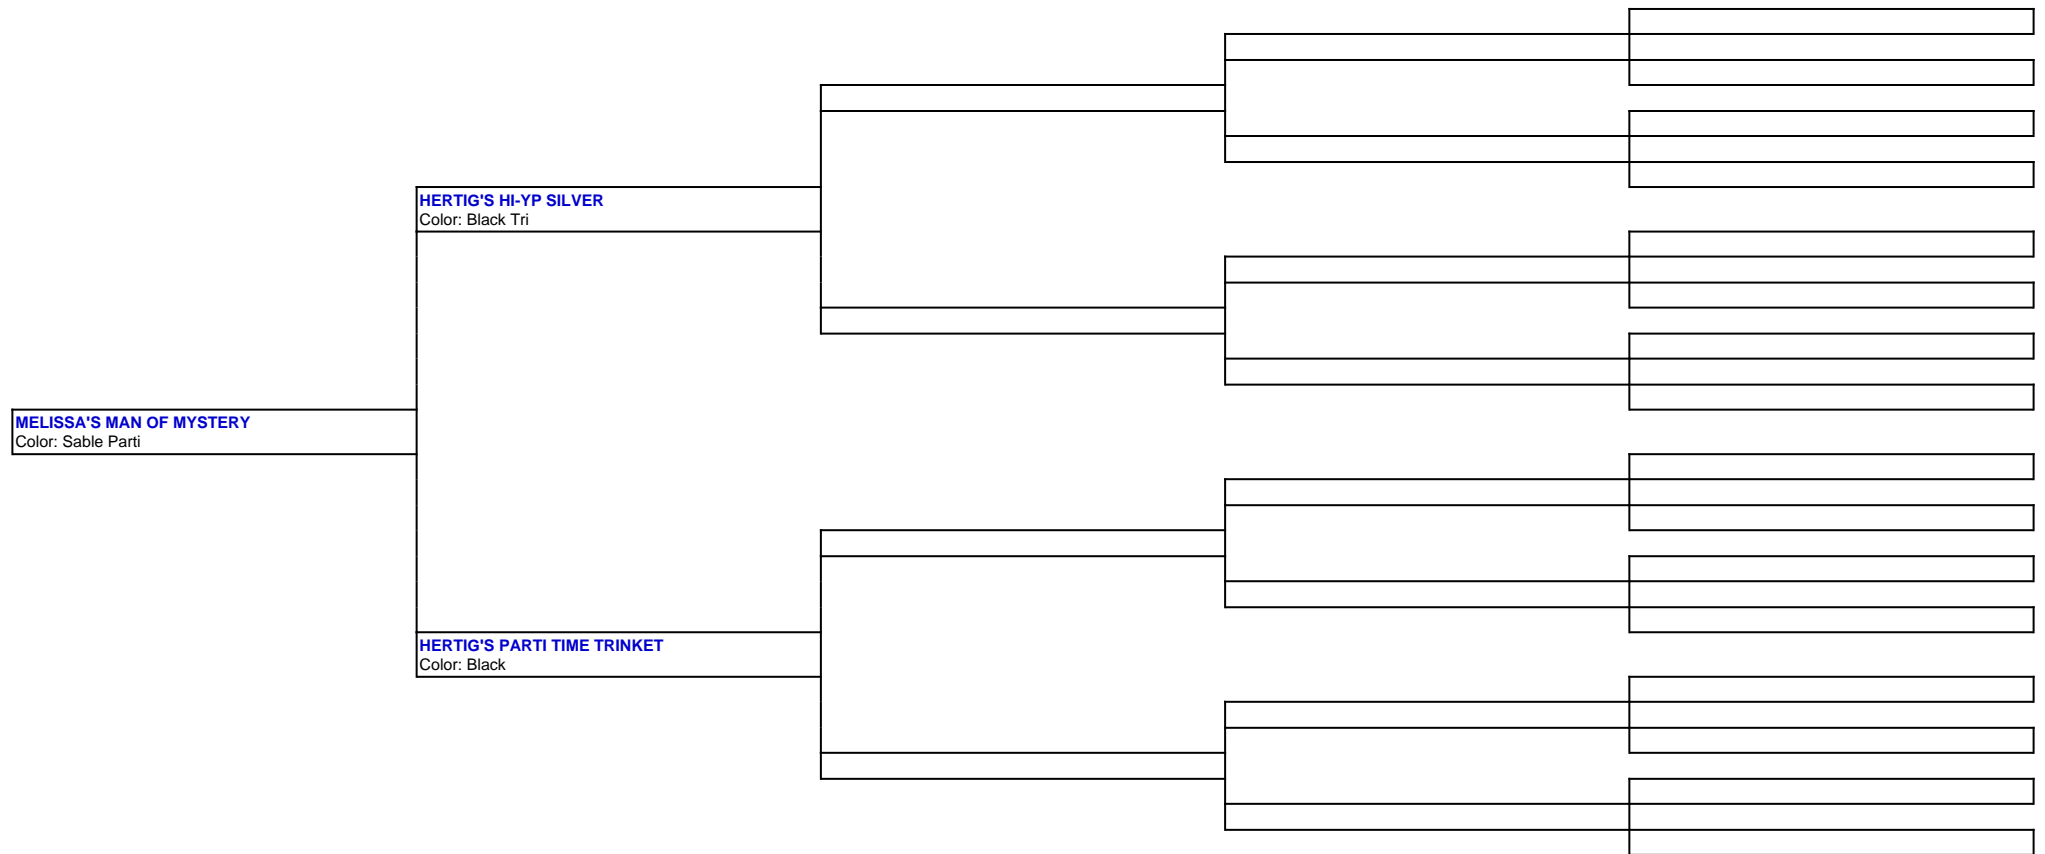 HERTIG'S HI-YP SILVER
Color: Black Tri
MELISSA'S MAN OF MYSTERY
Color: Sable Parti
HERTIG'S PARTI TIME TRINKET
Color: Black